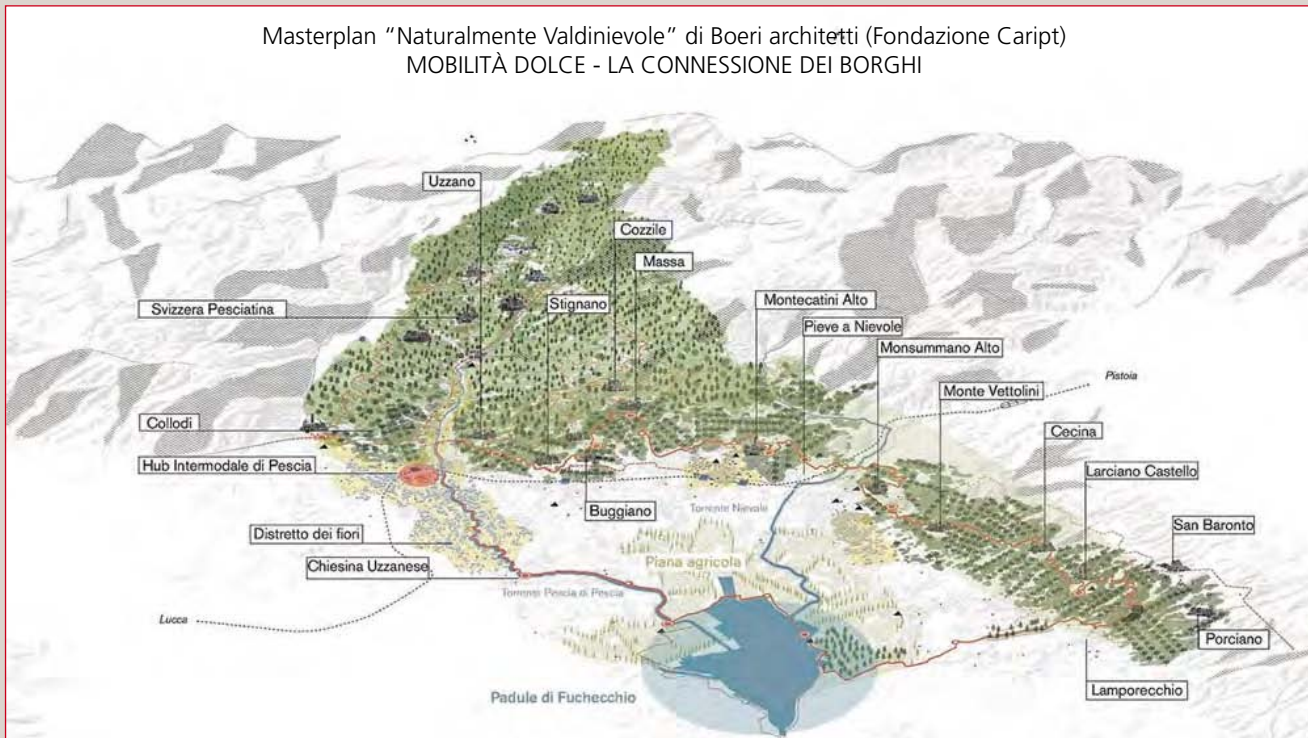 Masterplan “Naturalmente Valdinievole” di Boeri architetti (Fondazione Caript)
MOBILITÀ DOLCE - LA CONNESSIONE DEI BORGHI
Uzzano
Cozzile
Massa
Svizzera Pesciatina
Stignano
Montecatini Alto
Pieve a Nievole
Monsummano Alto
Pistoia
Monte Vettolini
Collodi
Cecina
Hub Intermodale di Pescia
Larciano Castello
Buggiano
Torrente Nievole
San Baronto
Distretto dei fiori
Piana agricola
Chiesina Uzzanese
Torrente Pescia di Pescia
Lucca
Porciano
Padule di Fuchecchio
Lamporecchio